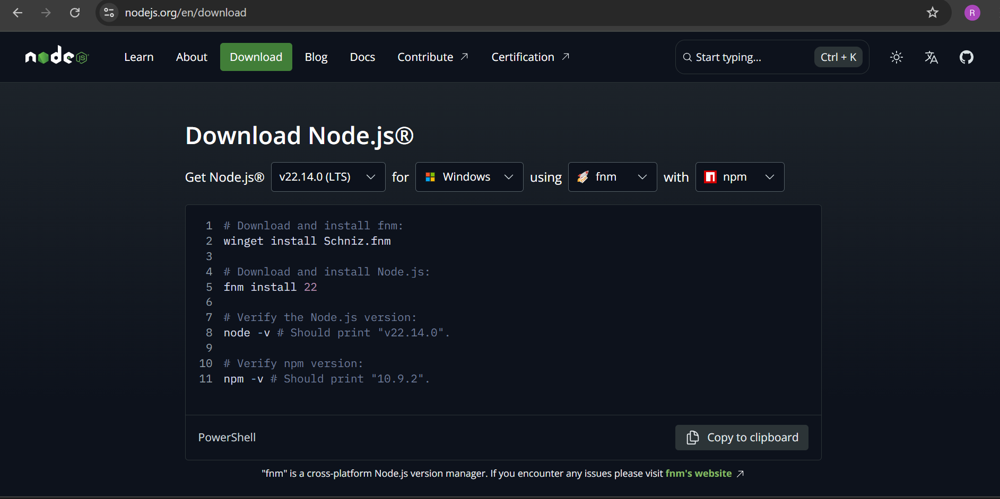 nodejs.org/en/download
R
node JS
Learn
About
Download
Blog
Docs
Contribute
Certification
Start typing...
Ctrl + K
Download Node.js®
Get Node.js® v22.14.0 (LTS) for Windows using fnm with npm
1 # Download and install fnm:
2 winget install Schniz.fnm
3
4 # Download and install Node.js:
5 fnm install 22
6
7 # Verify the Node.js version:
8 node -v # Should print "v22.14.0".
9
10 # Verify npm version:
11 npm -v # Should print "10.9.2".
PowerShell
Copy to clipboard
"fnm" is a cross-platform Node.js version manager. If you encounter any issues please visit fnm's website